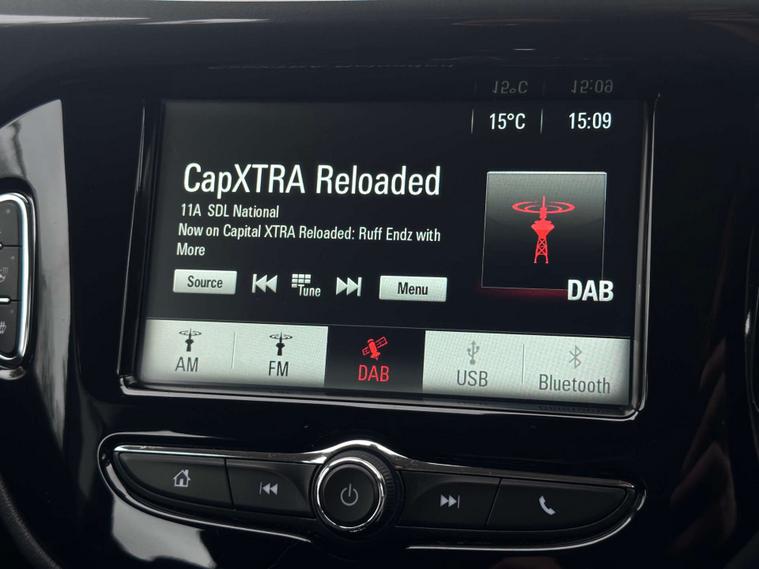 15°C 15:09
CapXTRA Reloaded
11A SDL National
Now on Capital XTRA Reloaded: Ruff Endz with
More
Source Tune Menu
DAB
AM FM DAB USB Bluetooth